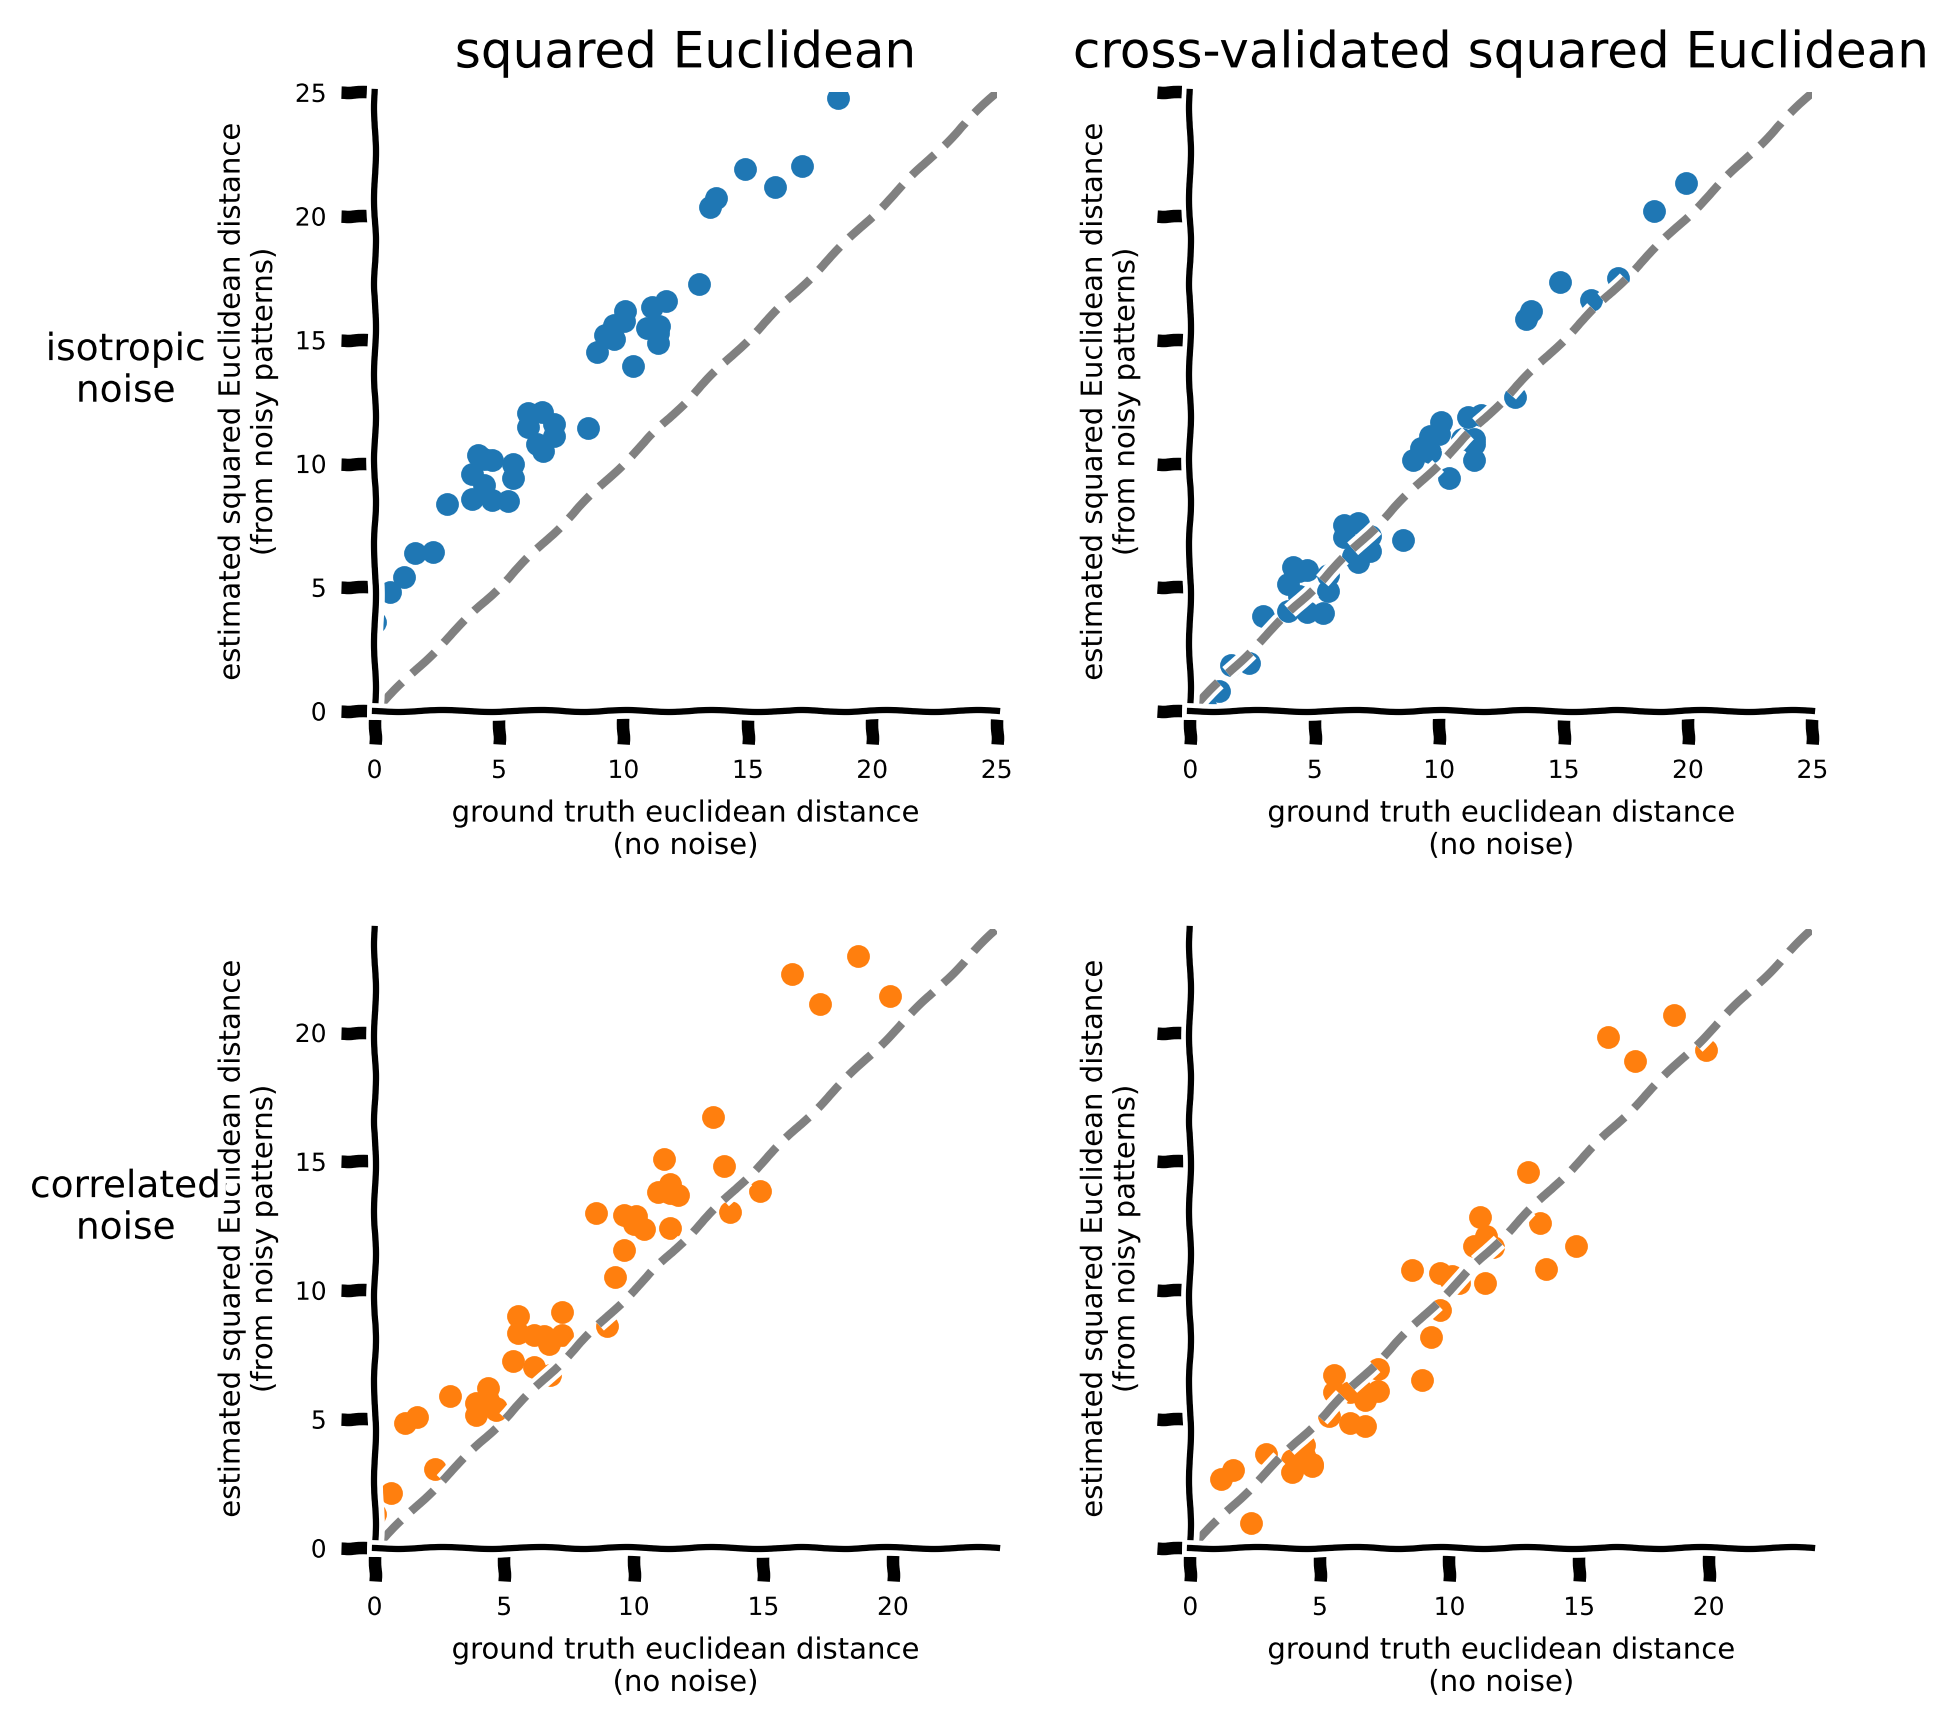 squared Euclidean
cross-validated squared Euclidean
isotropic
noise
estimated squared Euclidean distance
(from noisy patterns)
25
20
15
10
5
0
0 5 10 15 20 25
ground truth euclidean distance
(no noise)
estimated squared Euclidean distance
(from noisy patterns)
0 5 10 15 20 25
ground truth euclidean distance
(no noise)
correlated
noise
estimated squared Euclidean distance
(from noisy patterns)
20
15
10
5
0
0 5 10 15 20
ground truth euclidean distance
(no noise)
estimated squared Euclidean distance
(from noisy patterns)
0 5 10 15 20
ground truth euclidean distance
(no noise)